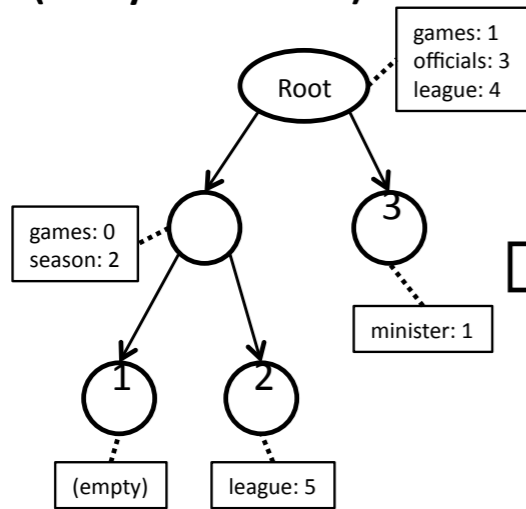 games: 1
officials: 3
league: 4
Root
games: 0
season: 2
3
minister: 1
1
2
(empty)
league: 5